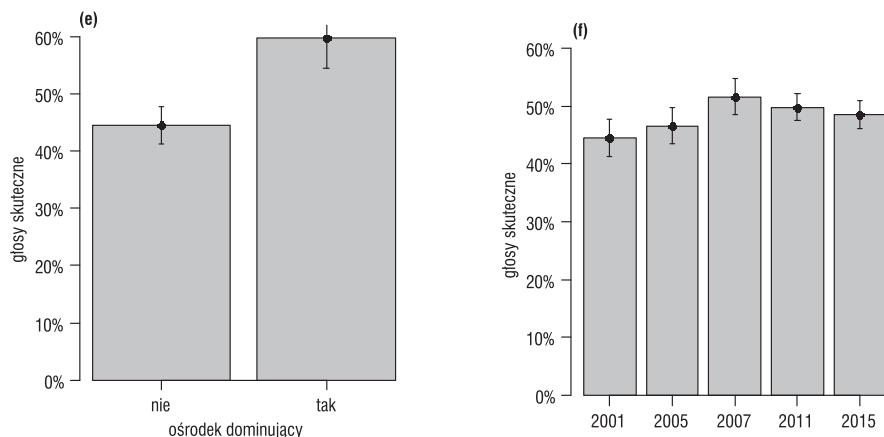 (e)
60%
50%
40%
30%
20%
10%
0%
głosy skuteczne
nie tak
ośrodek dominujący
(f)
60%
50%
40%
30%
20%
10%
0%
głosy skuteczne
2001 2005 2007 2011 2015